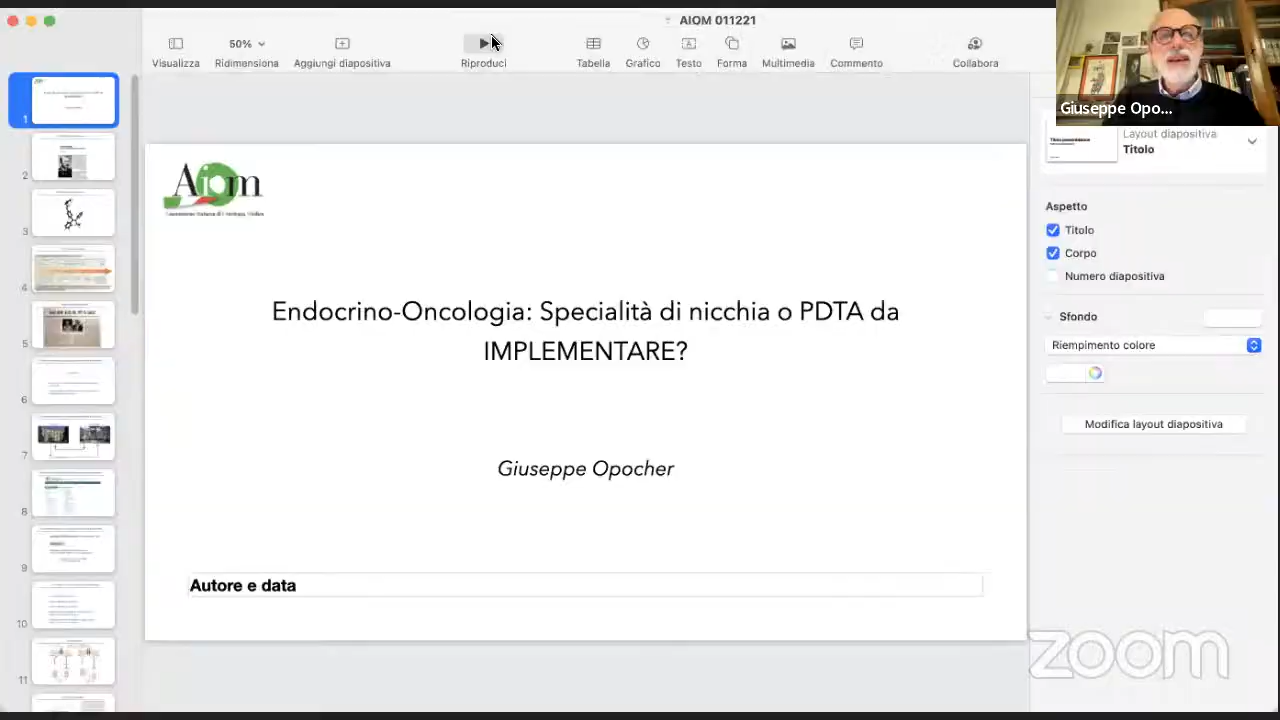 AIOM 011221
50%
Visualizza
Ridimensiona
Aggiungi diapositiva
Riproduci
Tabella
Grafico
Testo
Forma
Multimedia
Commento
Collabora
Giuseppe Opo...
Layout diapositiva
Titolo
Aspetto
Titolo
Corpo
Numero diapositiva
Sfondo
Riempimento colore
Modifica layout diapositiva
1
2
3
4
5
6
7
8
9
10
11
Aiom
Endocrino-Oncologia: Specialità di nicchia o PDTA da
IMPLEMENTARE?
Giuseppe Opocher
Autore e data
zoom